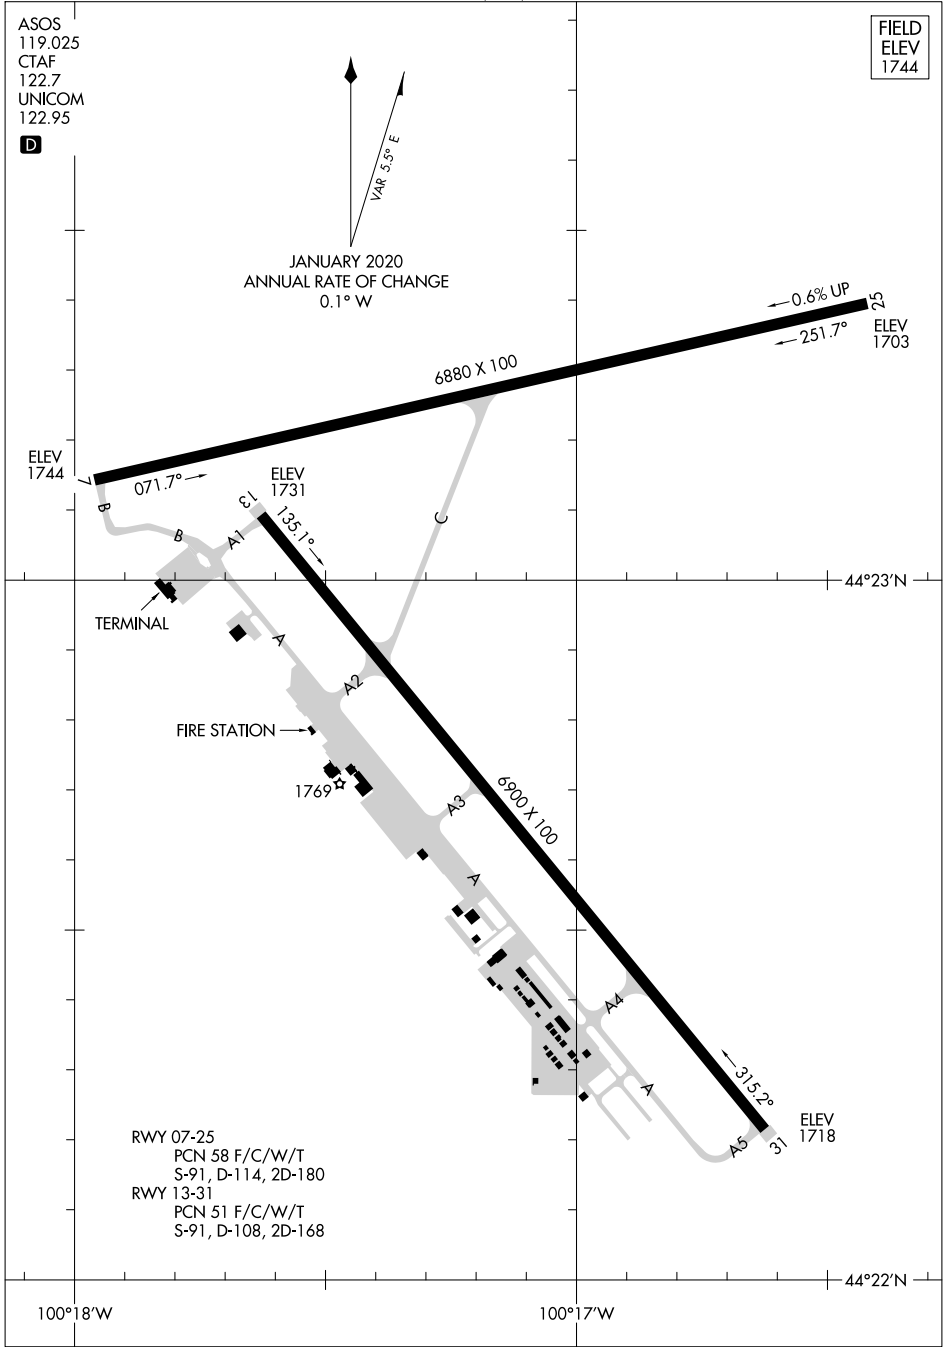 ASOS
119.025
CTAF
122.7
UNICOM
122.95
D
FIELD
ELEV
1744
VAR 5.5° E
JANUARY 2020
ANNUAL RATE OF CHANGE
0.1° W
0.6% UP
25
251.7°
ELEV
1703
6880 X 100
ELEV
1744
7
071.7°
ELEV
1731
13
135.1°
B
B
A1
C
44°23'N
TERMINAL
A
A2
FIRE STATION
1769
A3
6900 X 100
A
A4
A
315.2°
ELEV
1718
31
A5
RWY 07-25
PCN 58 F/C/W/T
S-91, D-114, 2D-180
RWY 13-31
PCN 51 F/C/W/T
S-91, D-108, 2D-168
44°22'N
100°18'W
100°17'W